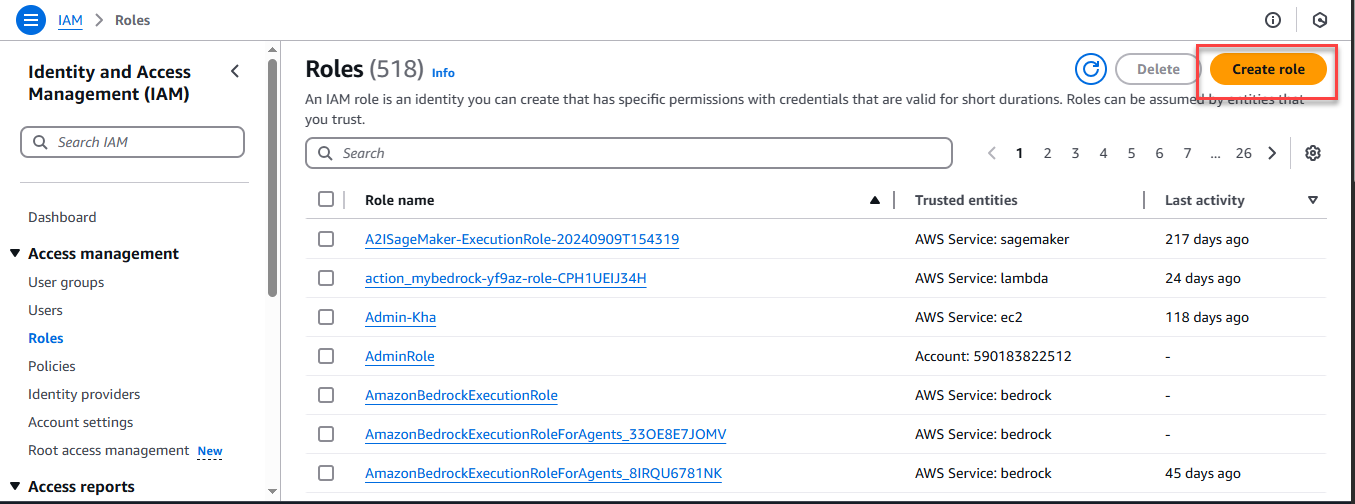 IAM > Roles
Identity and Access
Management (IAM)
Search IAM
Dashboard
Access management
User groups
Users
Roles
Policies
Identity providers
Account settings
Root access management New
Access reports
Roles (518) Info
Delete
Create role
An IAM role is an identity you can create that has specific permissions with credentials that are valid for short durations. Roles can be assumed by entities that
you trust.
Search
1 2 3 4 5 6 7 ... 26
Role name Trusted entities Last activity
A2ISageMaker-ExecutionRole-20240909T154319 AWS Service: sagemaker 217 days ago
action_mybedrock-yf9az-role-CPH1UEIJ34H AWS Service: lambda 24 days ago
Admin-Kha AWS Service: ec2 118 days ago
AdminRole Account: 590183822512 -
AmazonBedrockExecutionRole AWS Service: bedrock -
AmazonBedrockExecutionRoleForAgents_33OE8E7JOMV AWS Service: bedrock -
AmazonBedrockExecutionRoleForAgents_8IRQU6781NK AWS Service: bedrock 45 days ago